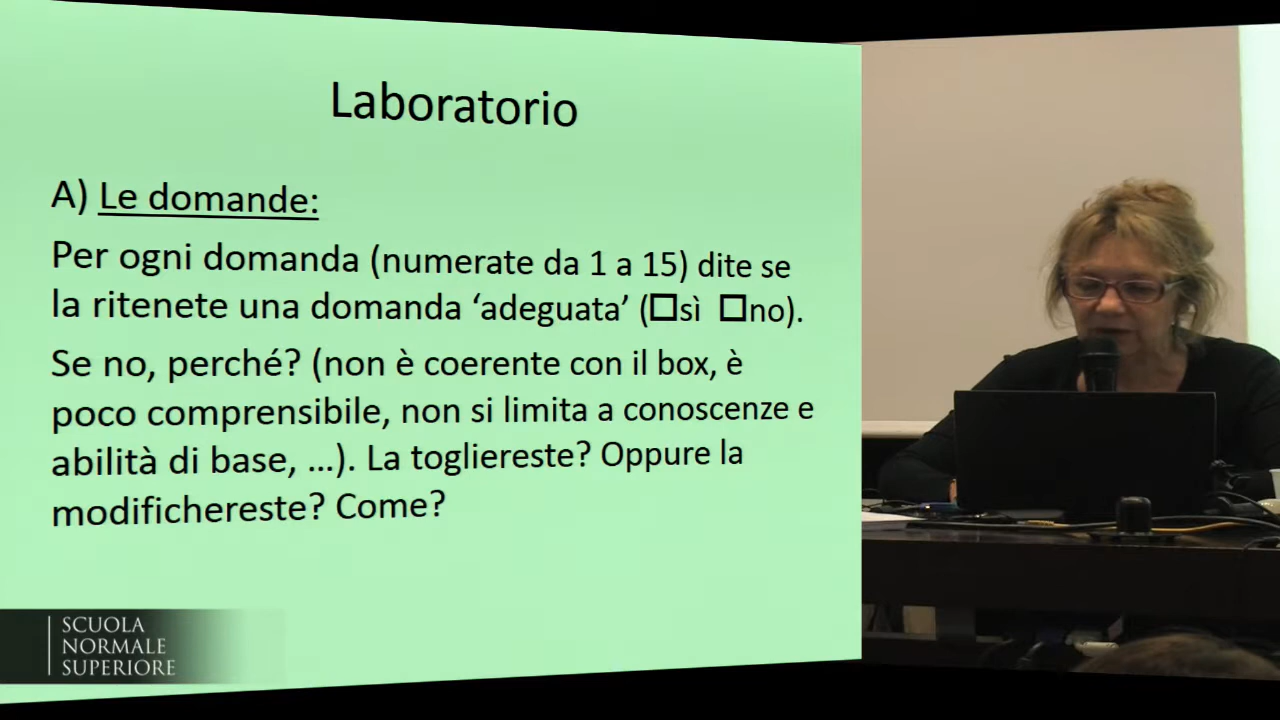 Laboratorio
A) Le domande:
Per ogni domanda (numerate da 1 a 15) dite se
la ritenete una domanda ‘adeguata’ (□sì □no).
Se no, perché? (non è coerente con il box, è
poco comprensibile, non si limita a conoscenze e
abilità di base, …). La togliereste? Oppure la
modifichereste? Come?
SCUOLA
NORMALE
SUPERIORE